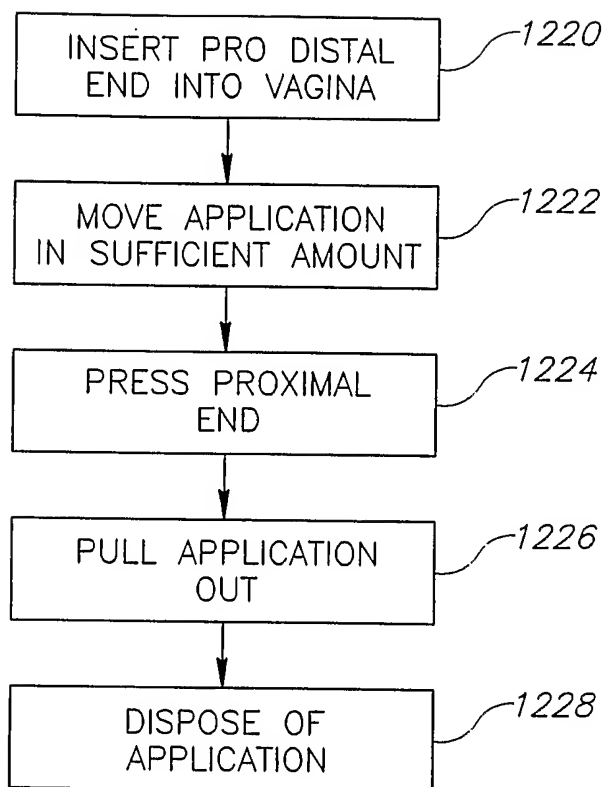 INSERT PRO DISTAL
END INTO VAGINA
1220
MOVE APPLICATION
IN SUFFICIENT AMOUNT
1222
PRESS PROXIMAL
END
1224
PULL APPLICATION
OUT
1226
DISPOSE OF
APPLICATION
1228